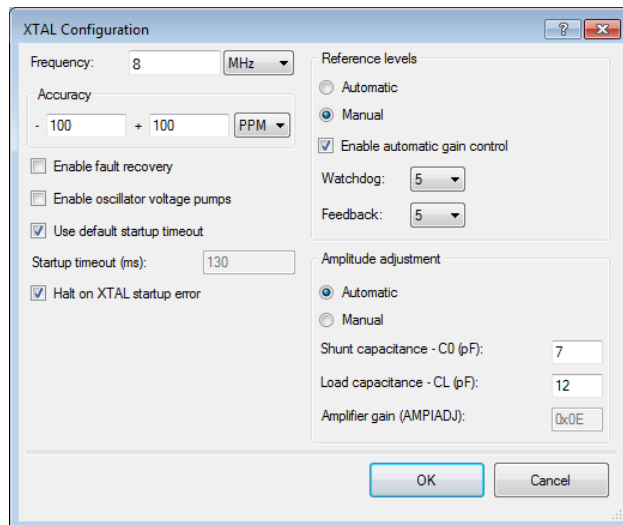 XTAL Configuration
?
Frequency: 8 MHz
Accuracy
- 100 + 100 PPM
Enable fault recovery
Enable oscillator voltage pumps
Use default startup timeout
Startup timeout (ms): 130
Halt on XTAL startup error
Reference levels
Automatic
Manual
Enable automatic gain control
Watchdog: 5
Feedback: 5
Amplitude adjustment
Automatic
Manual
Shunt capacitance - C0 (pF): 7
Load capacitance - CL (pF): 12
Amplifier gain (AMPIADJ): 0x0E
OK Cancel